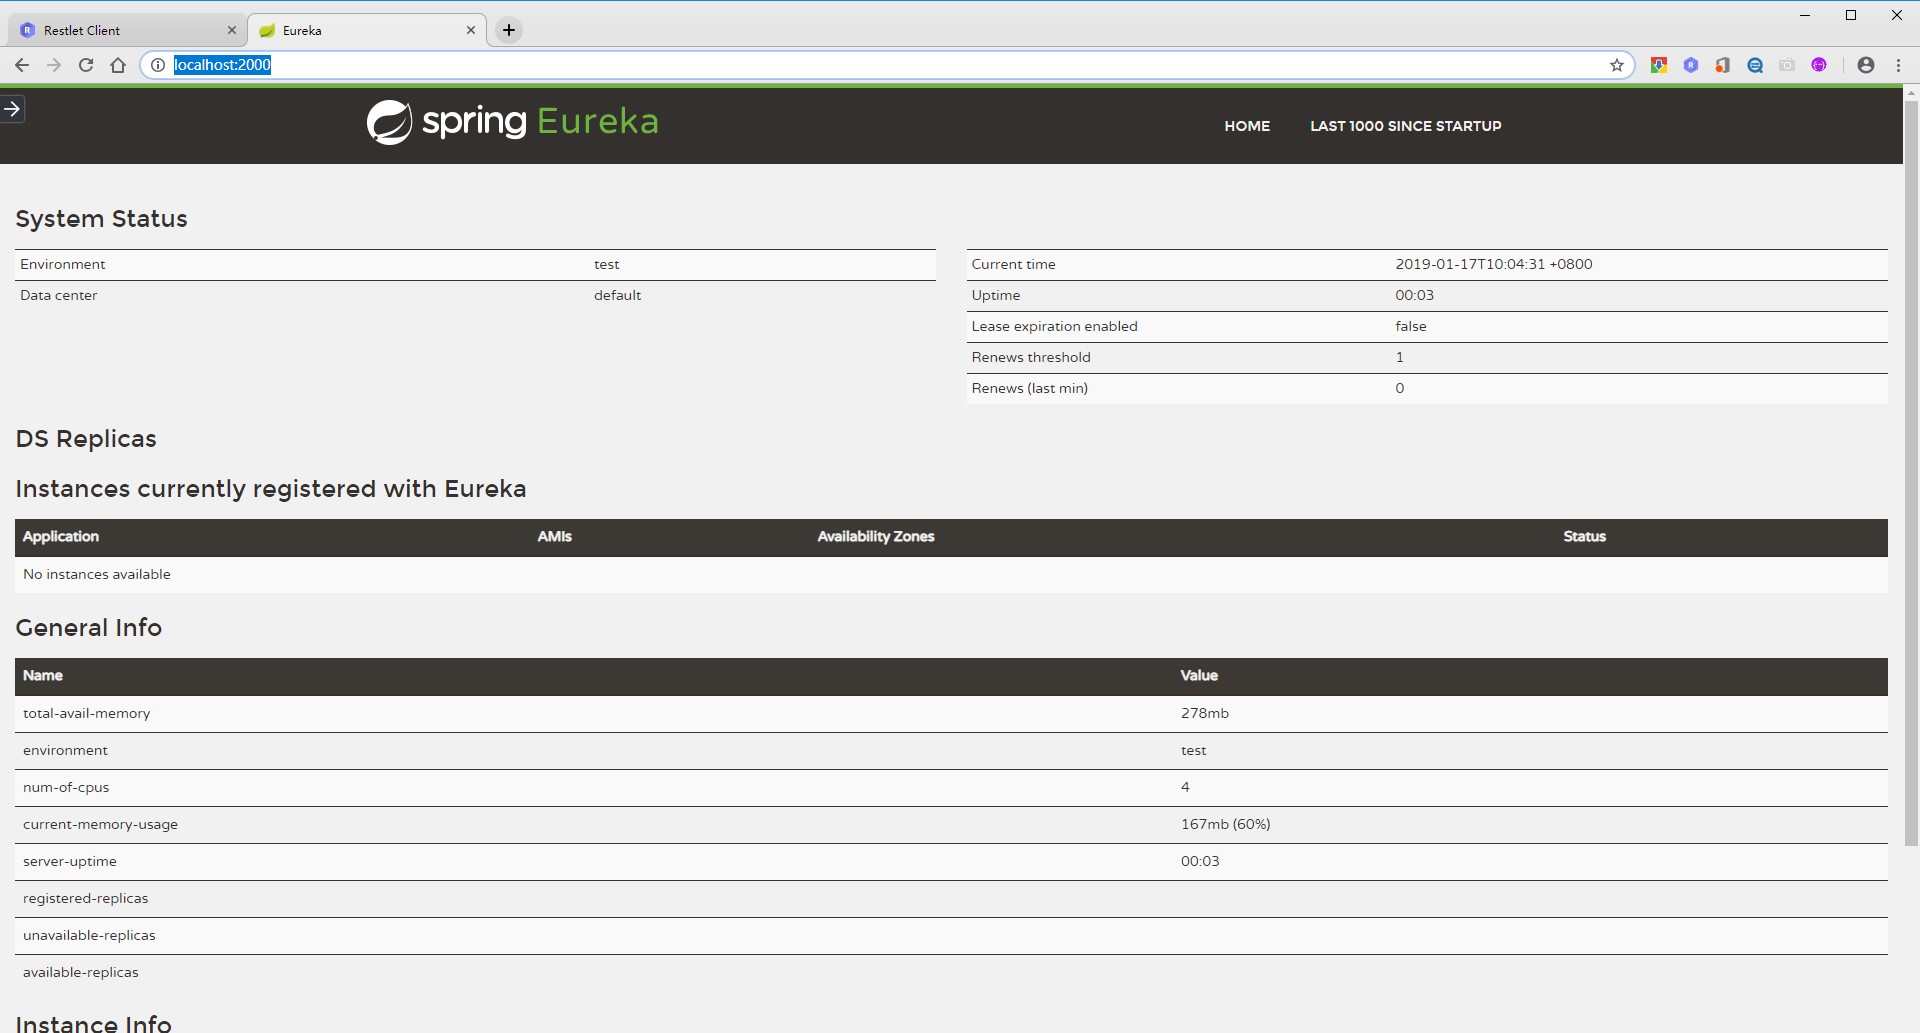 Restlet Client
Eureka
localhost:2000
spring Eureka
HOME LAST 1000 SINCE STARTUP
System Status
Environment test
Data center default
Current time 2019-01-17T10:04:31 +0800
Uptime 00:03
Lease expiration enabled false
Renews threshold 1
Renews (last min) 0
DS Replicas
Instances currently registered with Eureka
Application AMIs Availability Zones Status
No instances available
General Info
Name Value
total-avail-memory 278mb
environment test
num-of-cpus 4
current-memory-usage 167mb (60%)
server-uptime 00:03
registered-replicas
unavailable-replicas
available-replicas
Instance Info